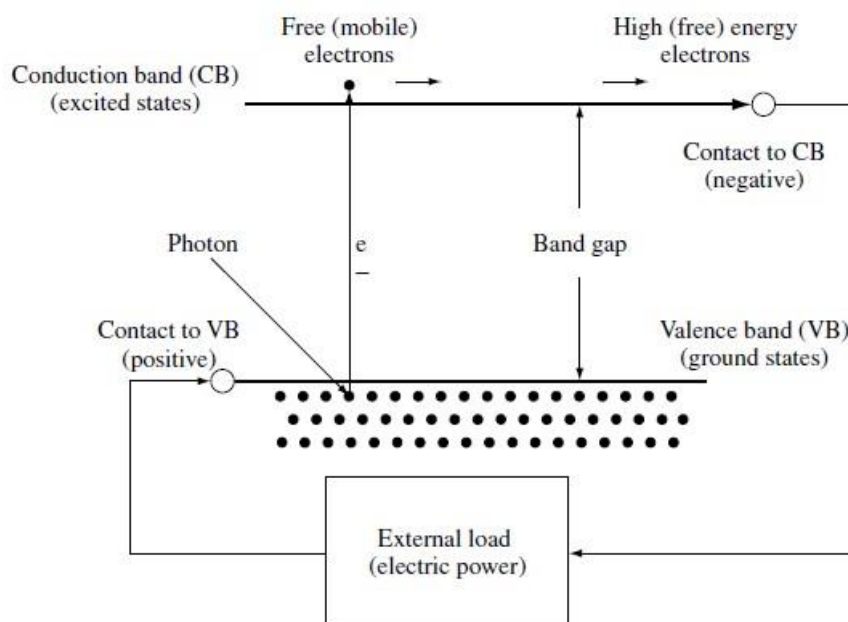 Free (mobile)
electrons
High (free) energy
electrons
Conduction band (CB)
(excited states)
Contact to CB
(negative)
Photon
e
–
Band gap
Contact to VB
(positive)
Valence band (VB)
(ground states)
External load
(electric power)